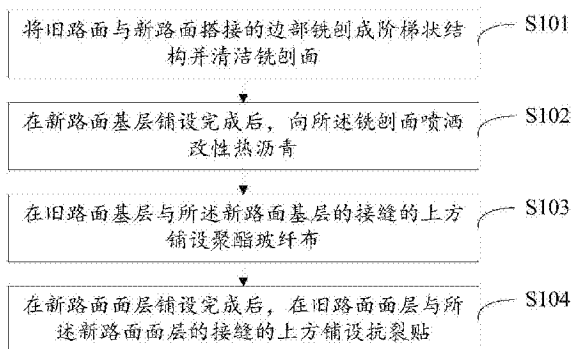 将旧路面与新路面搭接的边部铣刨成阶梯状结
构并清洁铣刨面
S101
在新路面基层铺设完成后，向所述铣刨面喷洒
改性热沥青
S102
在旧路面基层与所述新路面基层的接缝的上方
铺设聚酯玻纤布
S103
在新路面面层铺设完成后，在旧路面面层与所
述新路面面层的接缝的上方铺设抗裂贴
S104